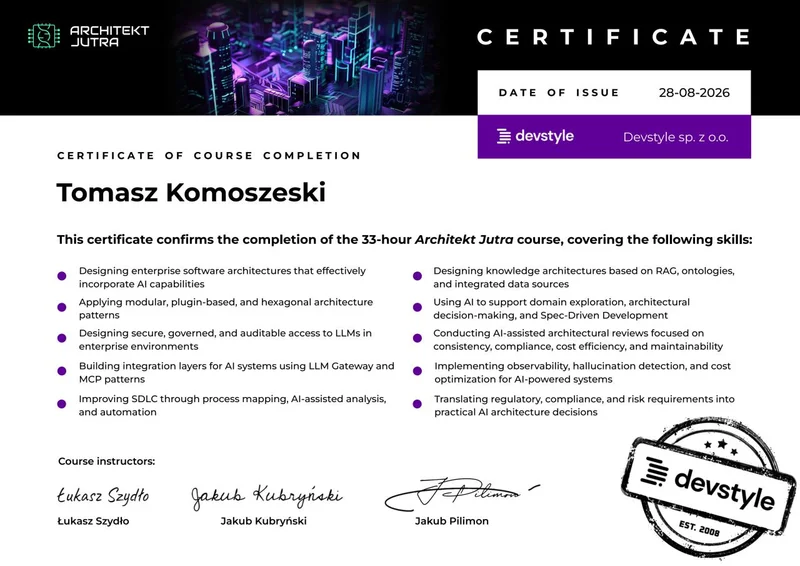 ARCHITEKT
JUTRA
CERTIFICATE
DATE OF ISSUE 28-08-2026
devstyle Devstyle sp. z o.o.
CERTIFICATE OF COURSE COMPLETION
Tomasz Komoszeski
This certificate confirms the completion of the 33-hour Architekt Jutra course, covering the following skills:
Designing enterprise software architectures that effectively
incorporate AI capabilities
Applying modular, plugin-based, and hexagonal architecture
patterns
Designing secure, governed, and auditable access to LLMs in
enterprise environments
Building integration layers for AI systems using LLM Gateway and
MCP patterns
Improving SDLC through process mapping, AI-assisted analysis,
and automation
Designing knowledge architectures based on RAG, ontologies,
and integrated data sources
Using AI to support domain exploration, architectural
decision-making, and Spec-Driven Development
Conducting AI-assisted architectural reviews focused on
consistency, compliance, cost efficiency, and maintainability
Implementing observability, hallucination detection, and cost
optimization for AI-powered systems
Translating regulatory, compliance, and risk requirements into
practical AI architecture decisions
Course instructors:
Łukasz Szydło
Jakub Kubryński
J Pilimon
Łukasz Szydło
Jakub Kubryński
Jakub Pilimon
devstyle
EST. 2008